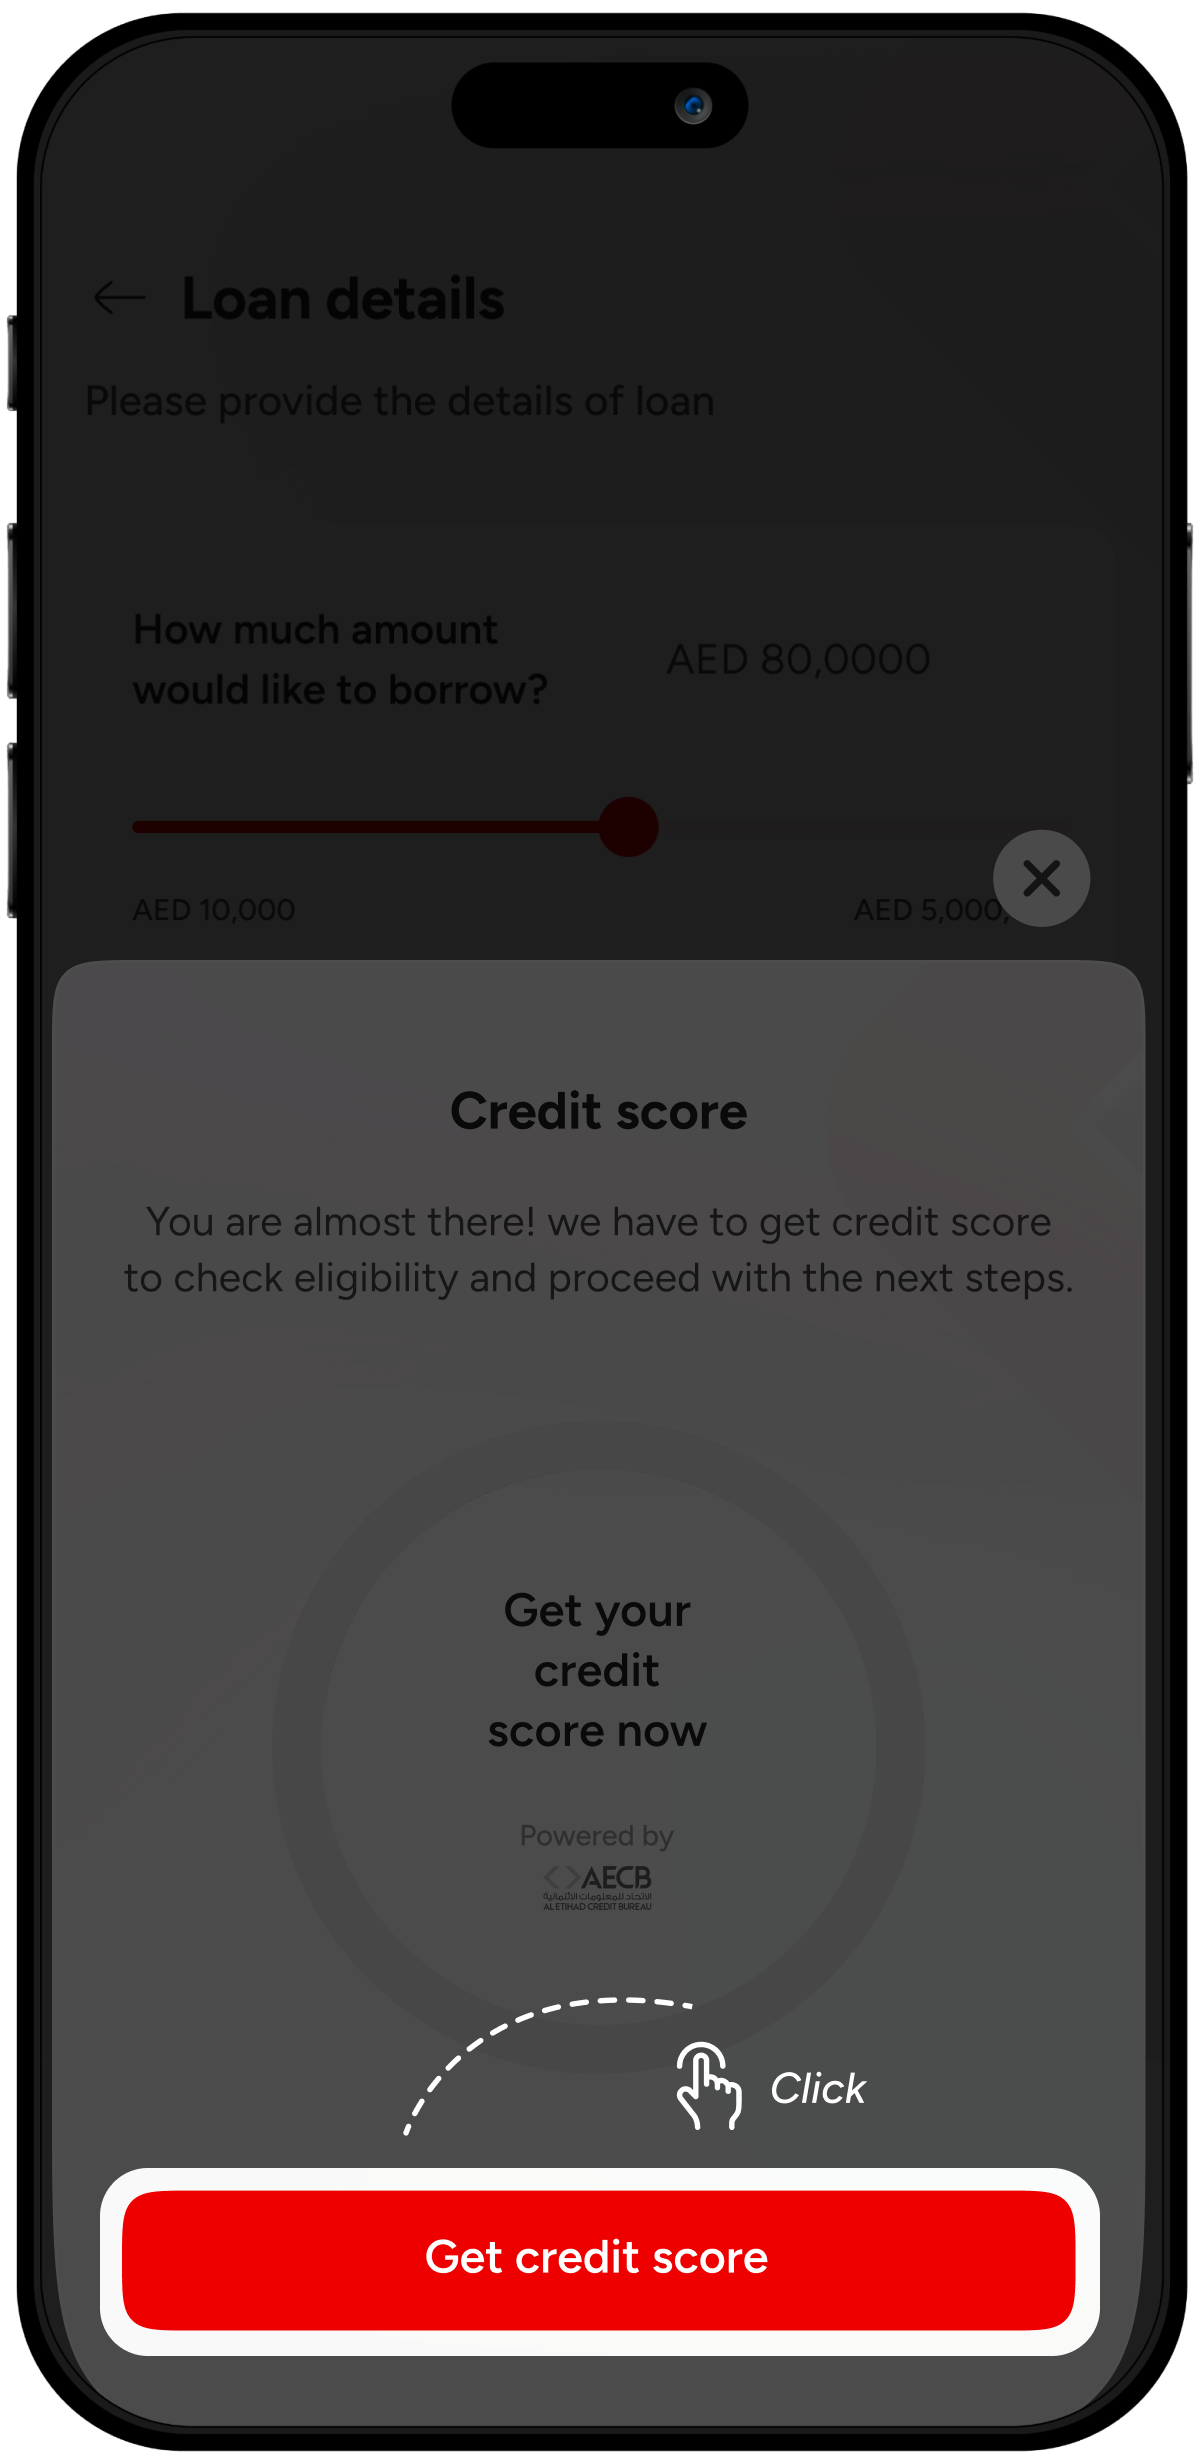 Loan details
Please provide the details of loan
How much amount
would like to borrow?
AED 80,0000
AED 10,000
AED 5,000,
Credit score
You are almost there! we have to get credit score
to check eligibility and proceed with the next steps.
Get your
credit
score now
Powered by
AECB
الاتحاد للمعلومات الائتمانية
AL ETIHAD CREDIT BUREAU
Click
Get credit score